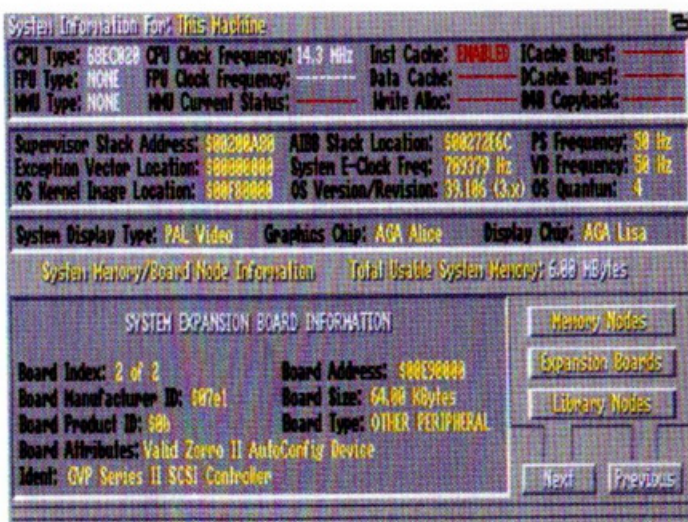 System Information For: This Machine
CPU Type: 68EC020 CPU Clock Frequency: 14.3 MHz Inst Cache: ENABLED ICache Burst: --------
FPU Type: NONE FPU Clock Frequency: -------- Data Cache: -------- DCache Burst: --------
MMU Type: NONE MMU Current Status: -------- Write Alloc: -------- Copyback: --------
Supervisor Stack Address: $00200A80 AIBB Stack Location: $00272E6C PS Frequency: 50 Hz
Exception Vector Location: $00000000 System E-Clock Freq: 709379 Hz VB Frequency: 50 Hz
OS Kernel Image Location: $00F80000 OS Version/Revision: 39.106 (3.x) OS Quantum: 4
System Display Type: PAL Video Graphics Chip: AGA Alice Display Chip: AGA Lisa
System Memory/Board Node Information Total Usable System Memory: 6.00 MBytes
SYSTEM EXPANSION BOARD INFORMATION
Board Index: 2 of 2 Board Address: $00E90000
Board Manufacturer ID: $07e1 Board Size: 64.00 KBytes
Board Product ID: $0b Board Type: OTHER PERIPHERAL
Board Attributes: Valid Zorro II AutoConfig Device
Ident: GVP Series II SCSI Controller
Memory Nodes
Expansion Boards
Library Nodes
Next Previous